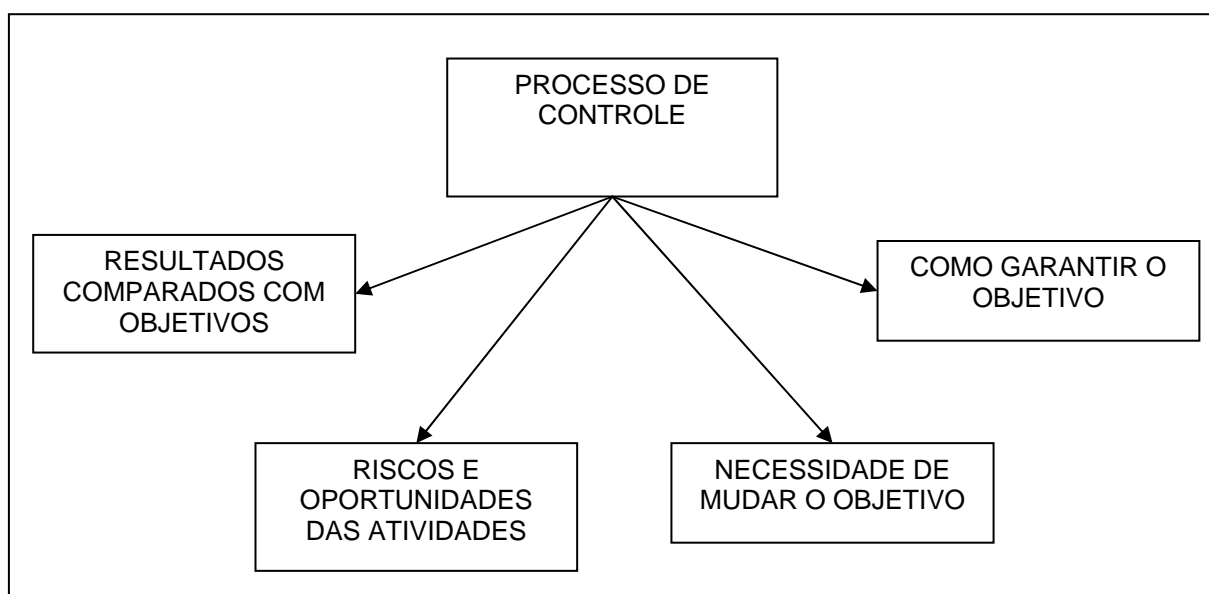 PROCESSO DE
CONTROLE
RESULTADOS
COMPARADOS COM
OBJETIVOS
COMO GARANTIR O
OBJETIVO
RISCOS E
OPORTUNIDADES
DAS ATIVIDADES
NECESSIDADE DE
MUDAR O OBJETIVO